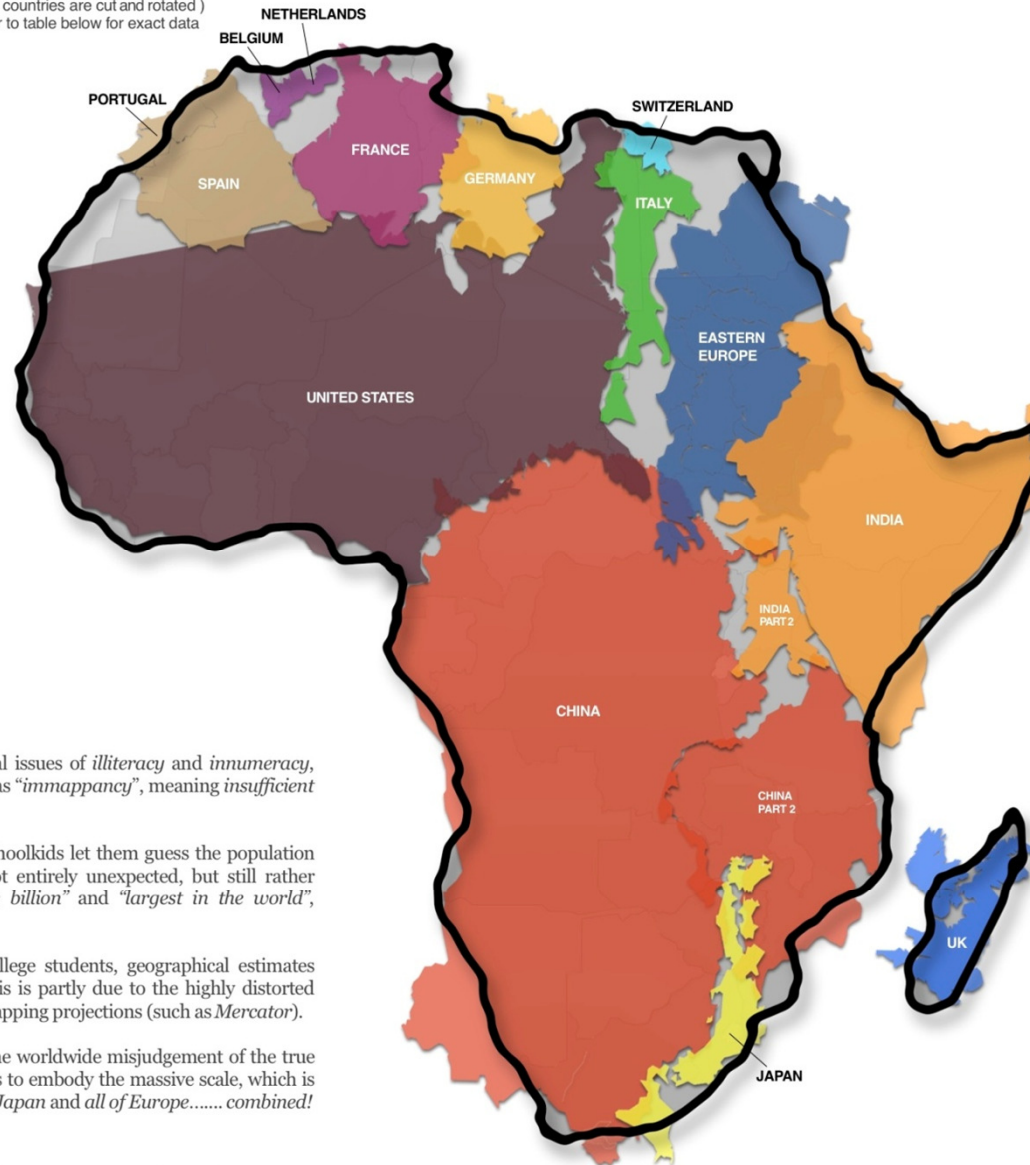 countries are cut and rotated )
to table below for exact data
NETHERLANDS
BELGIUM
PORTUGAL
SWITZERLAND
FRANCE
GERMANY
SPAIN
ITALY
EASTERN
EUROPE
UNITED STATES
INDIA
INDIA
PART 2
CHINA
CHINA
PART 2
UK
JAPAN
al issues of illiteracy and innumeracy,
as “immappancy”, meaning insufficient
hoolkids let them guess the population
ot entirely unexpected, but still rather
billion” and “largest in the world”,
llege students, geographical estimates
is is partly due to the highly distorted
apping projections (such as Mercator).
ne worldwide misjudgement of the true
s to embody the massive scale, which is
Japan and all of Europe....... combined!